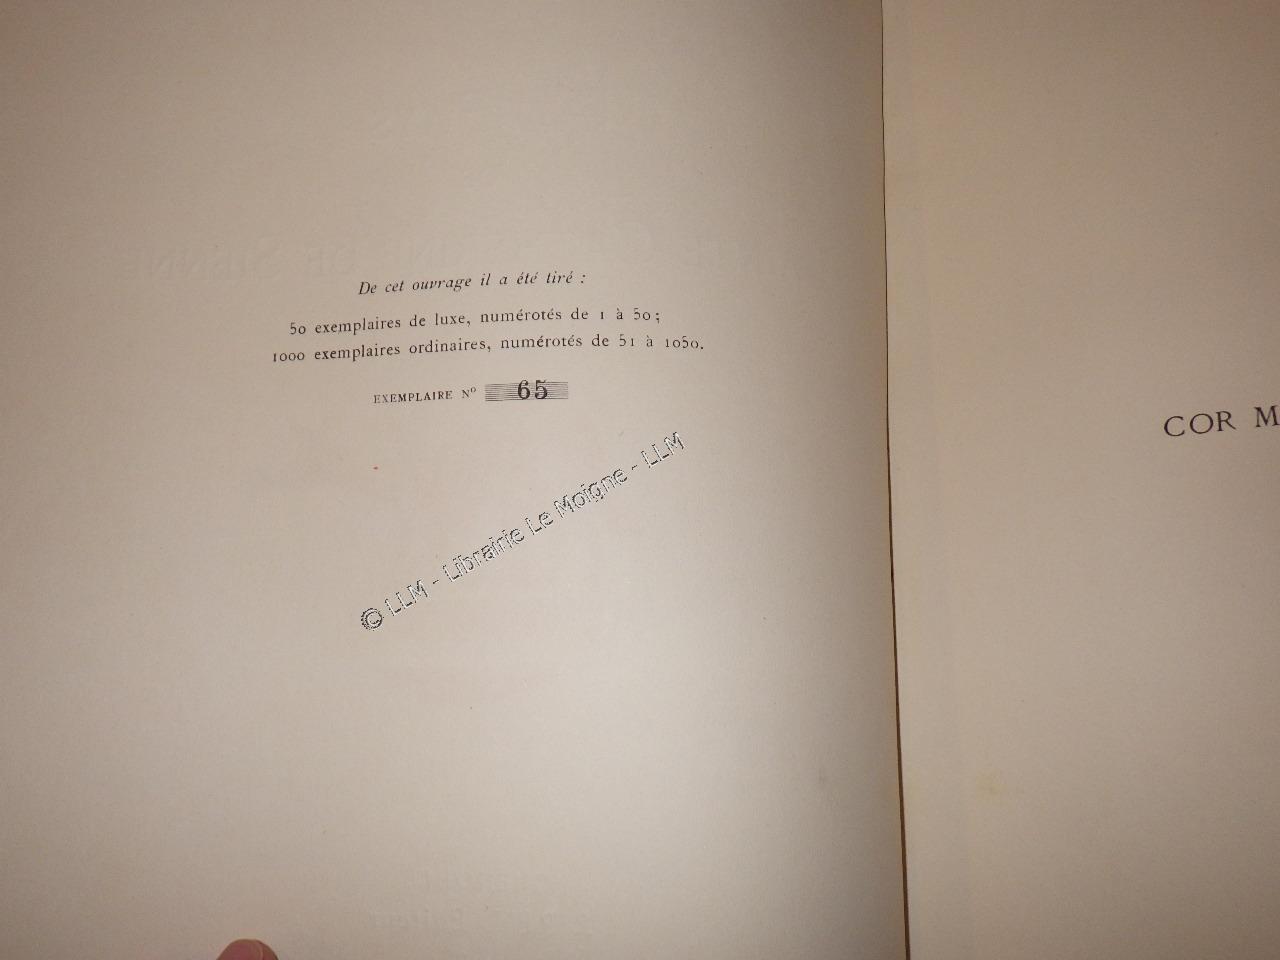 De cet ouvrage il a été tiré :
50 exemplaires de luxe, numérotés de 1 à 50;
1000 exemplaires ordinaires, numérotés de 51 à 1050.
EXEMPLAIRE Nº 65
© LLM - Librairie Le Moigne - LLM
COR M